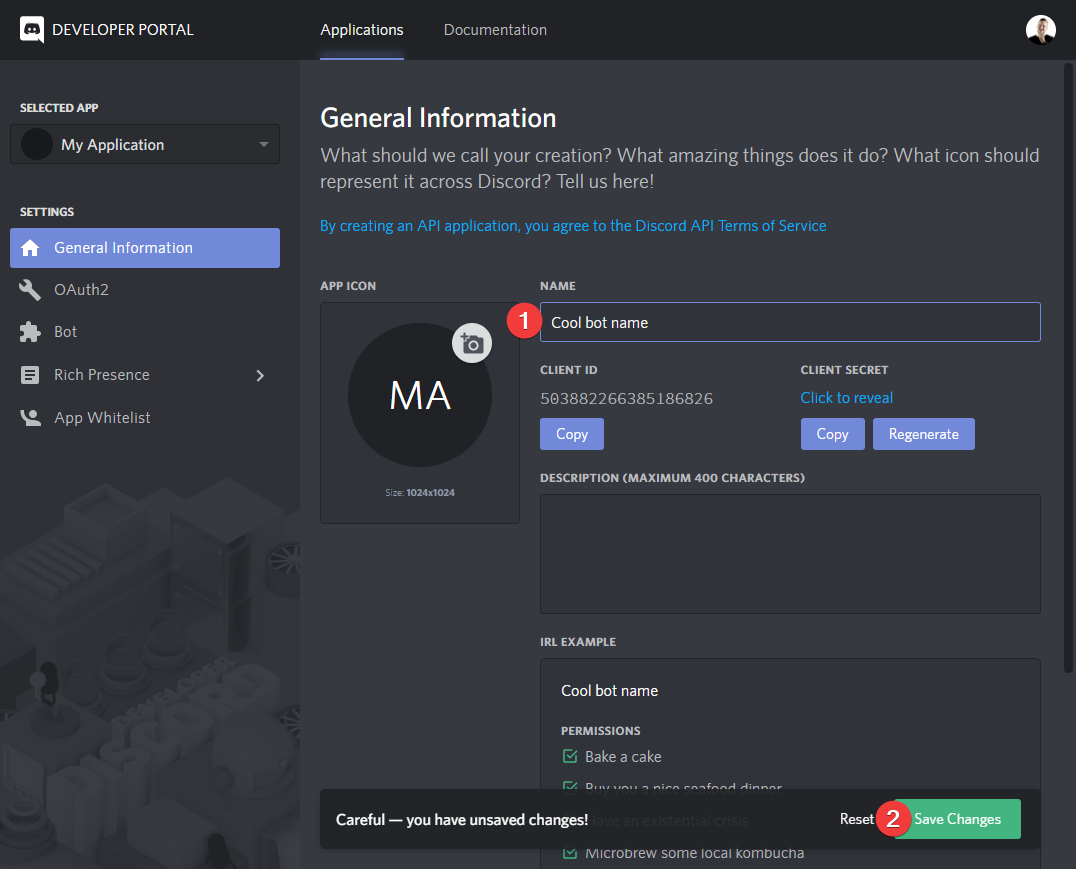 DEVELOPER PORTAL
Applications
Documentation
SELECTED APP
My Application
SETTINGS
General Information
OAuth2
Bot
Rich Presence
App Whitelist
General Information
What should we call your creation? What amazing things does it do? What icon should
represent it across Discord? Tell us here!
By creating an API application, you agree to the Discord API Terms of Service
APP ICON
MA
Size: 1024x1024
NAME
1
Cool bot name
CLIENT ID
503882266385186826
Copy
CLIENT SECRET
Click to reveal
Copy
Regenerate
DESCRIPTION (MAXIMUM 400 CHARACTERS)
IRL EXAMPLE
Cool bot name
PERMISSIONS
Bake a cake
Buy you a nice seafood dinner
Have an existential crisis
Microbrew some local kombucha
Careful — you have unsaved changes!
Reset
2
Save Changes